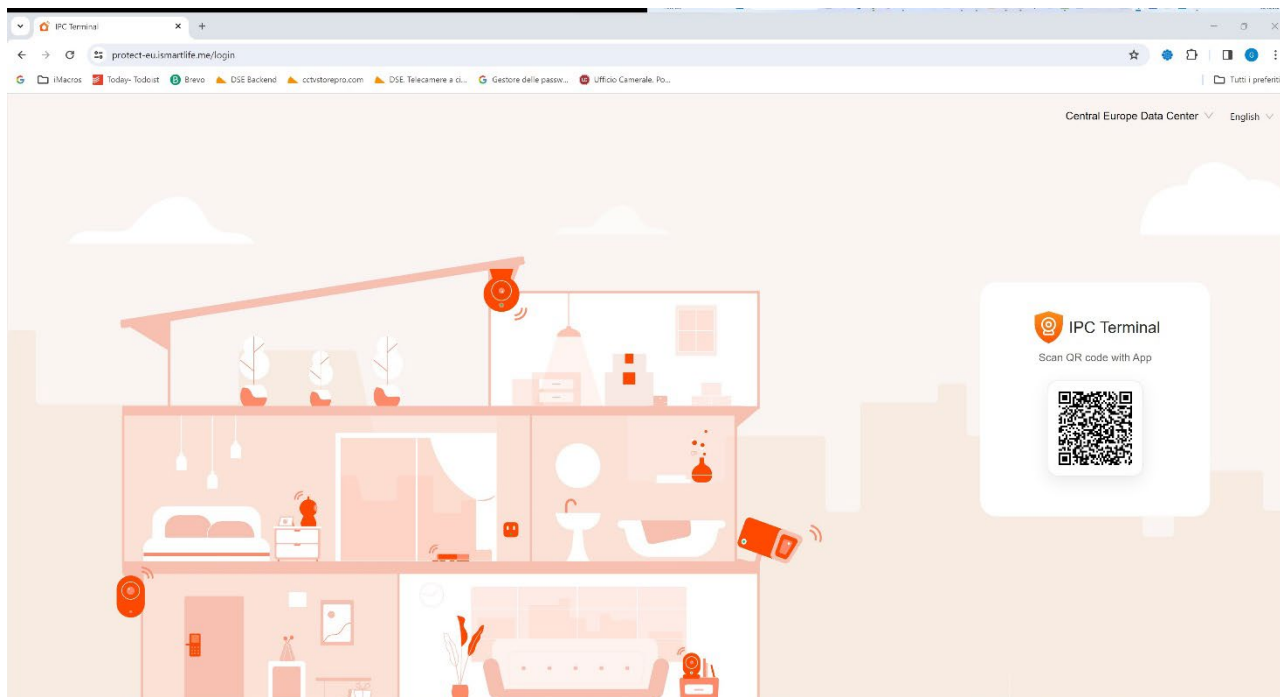 IPC Terminal
protect-eu.ismartlife.me/login
iMacros Today - Todoist Brevo DSE Backend cctvstorepro.com DSE. Telecamere a ci... Gestore delle passw... Ufficio Camerale. Po... Tutti i preferiti
Central Europe Data Center English
IPC Terminal
Scan QR code with App